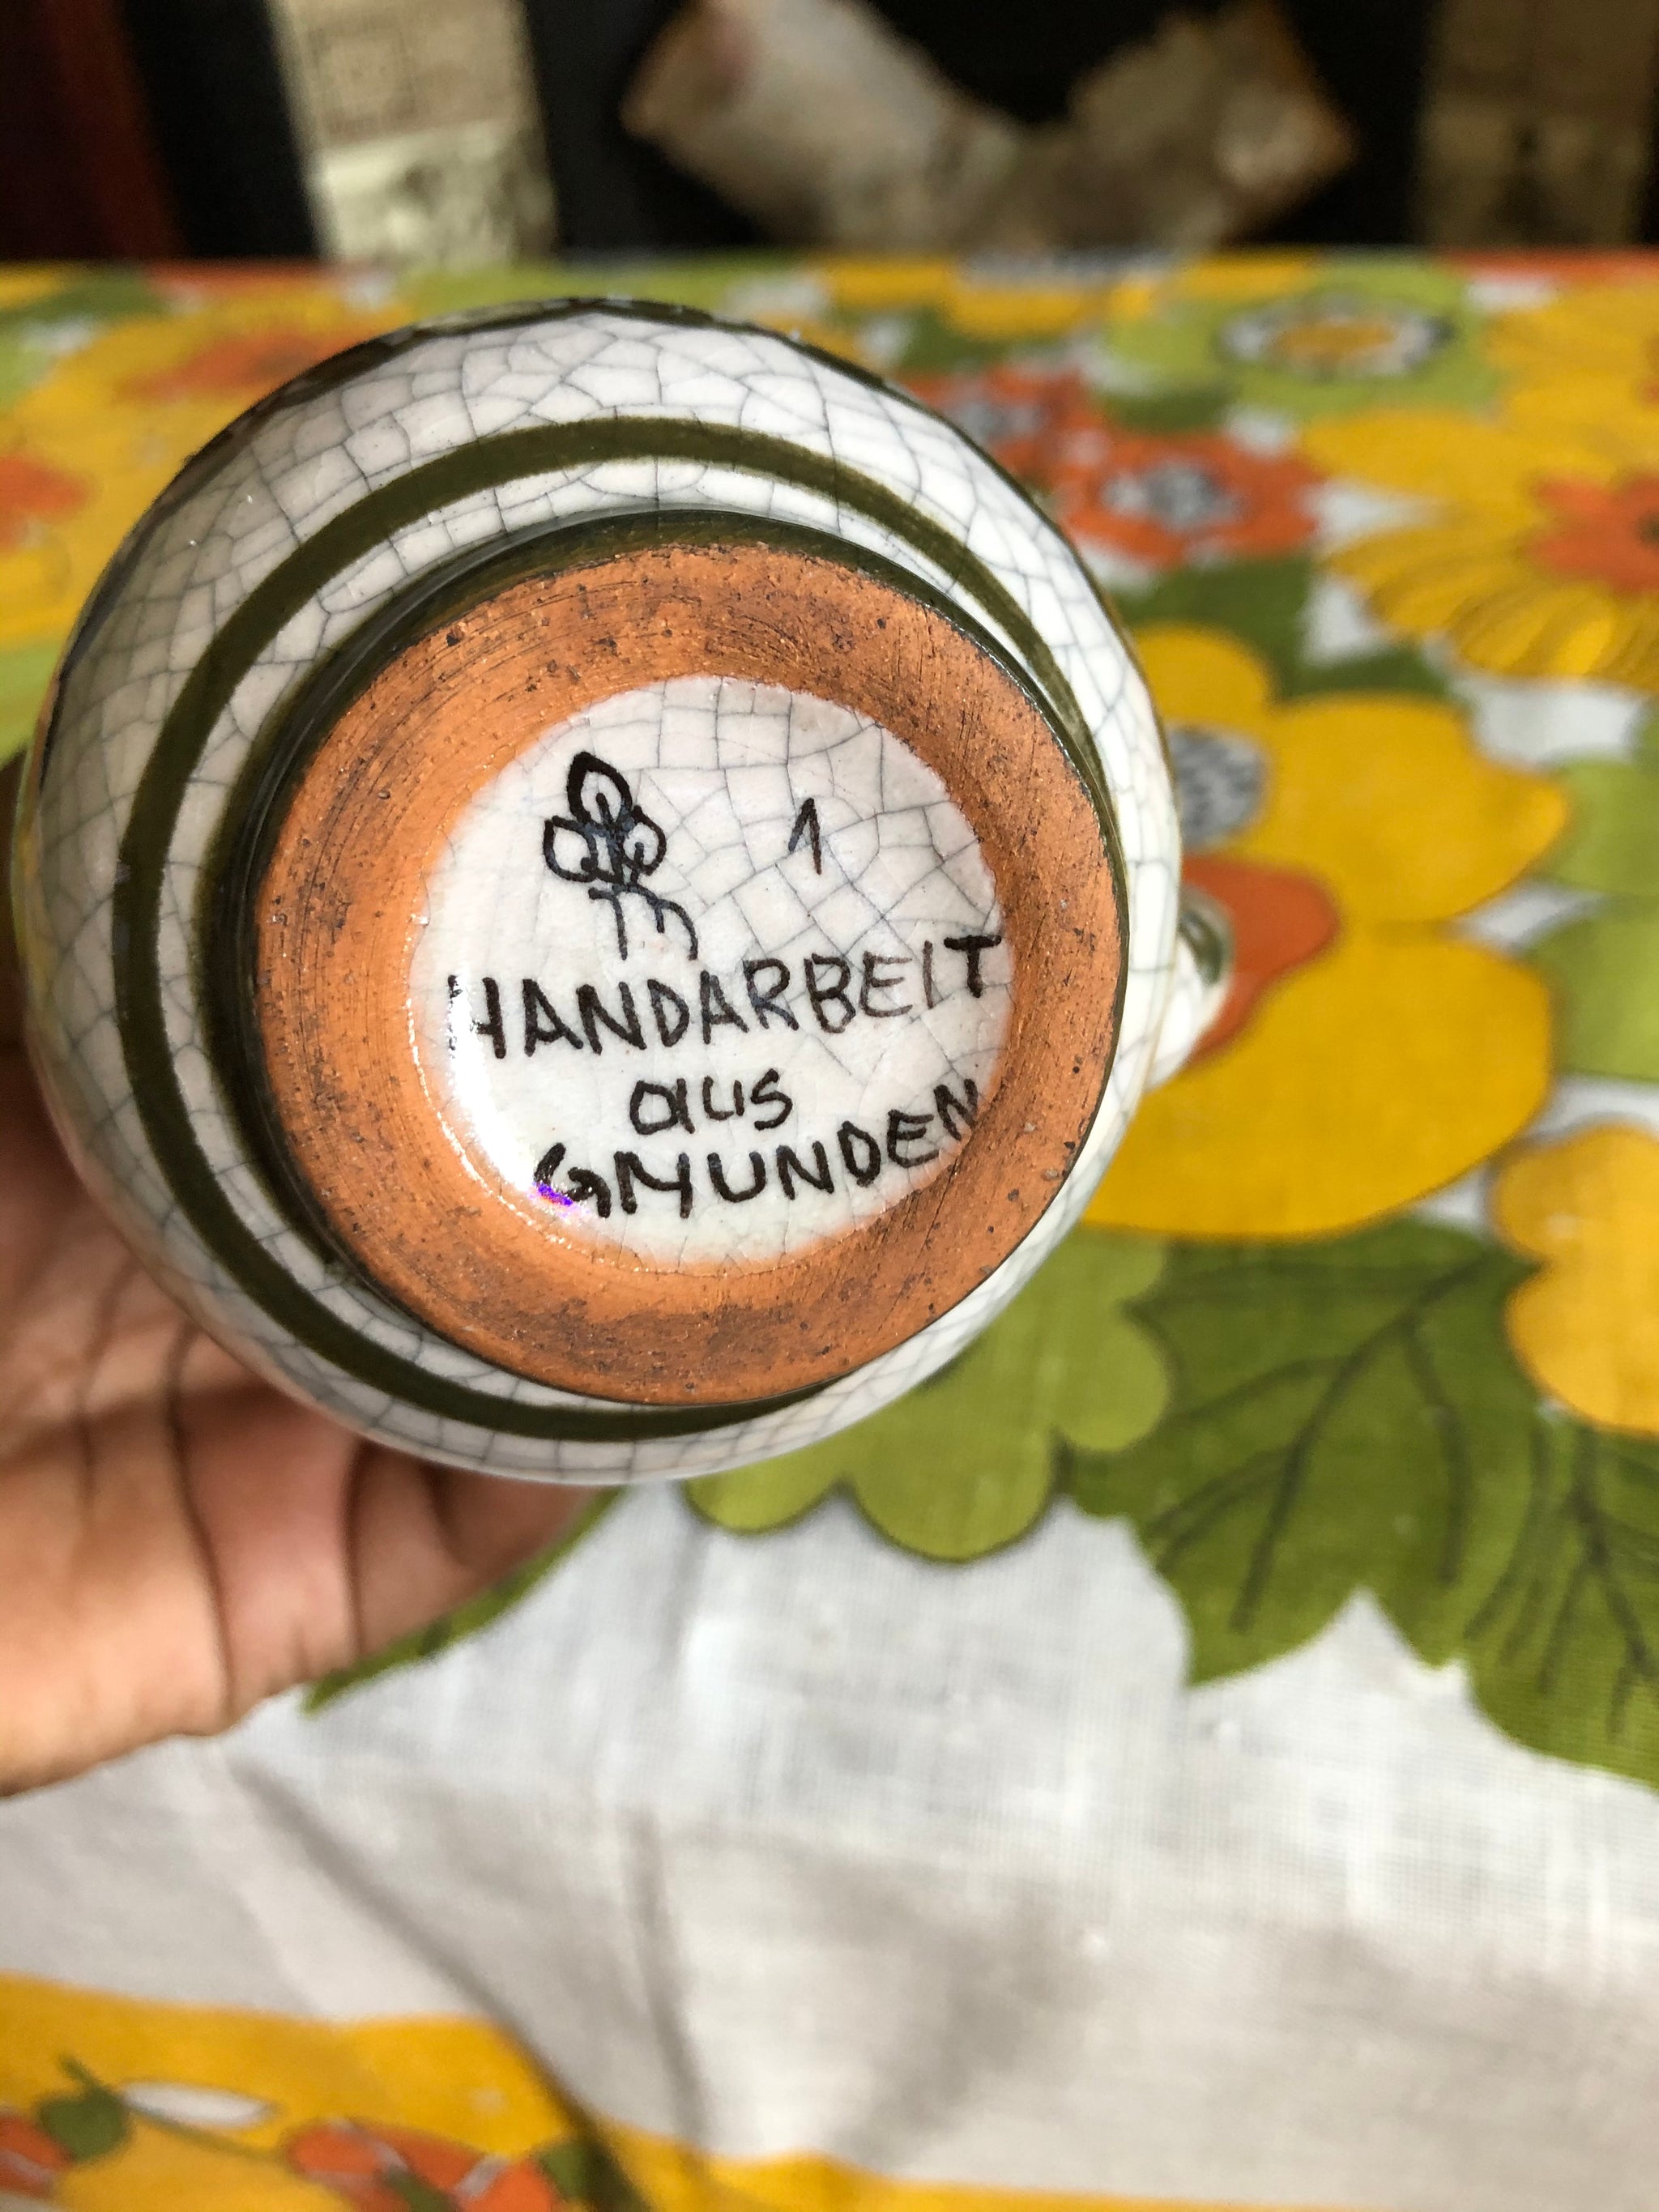 1
HANDARBEIT
aus
GMUNDEN